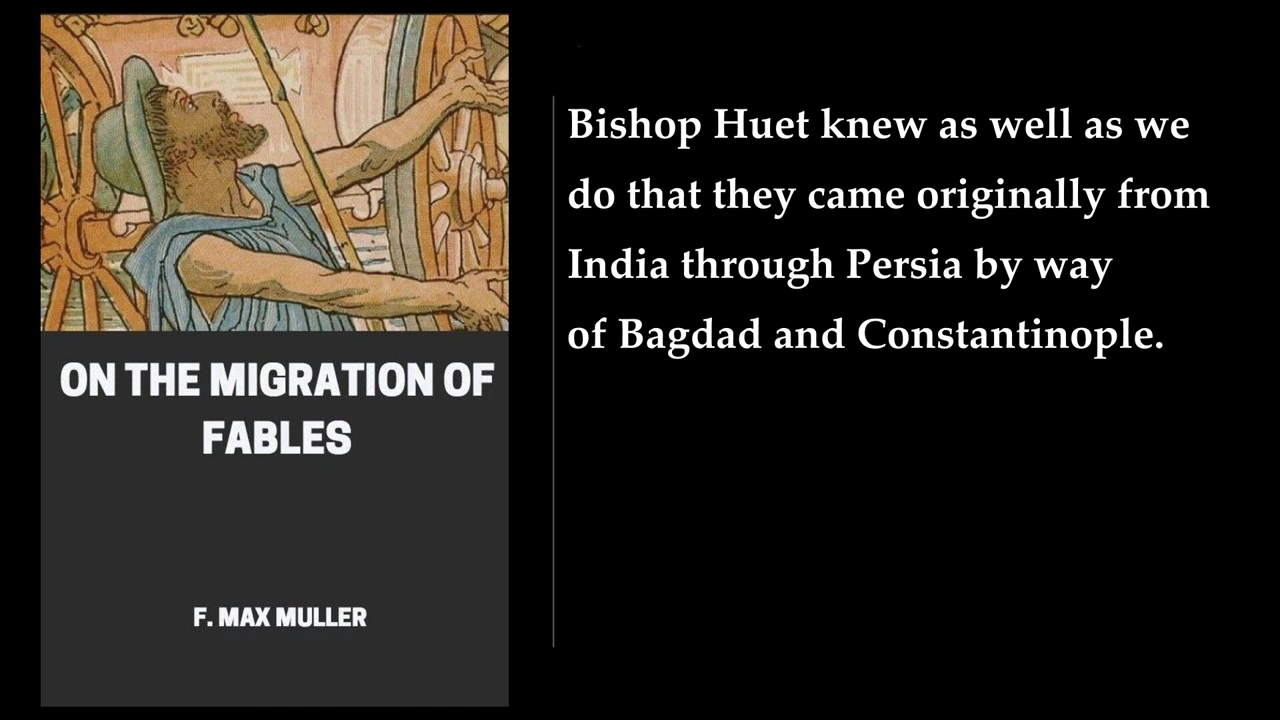 ON THE MIGRATION OF
FABLES
F. MAX MULLER
Bishop Huet knew as well as we
do that they came originally from
India through Persia by way
of Bagdad and Constantinople.